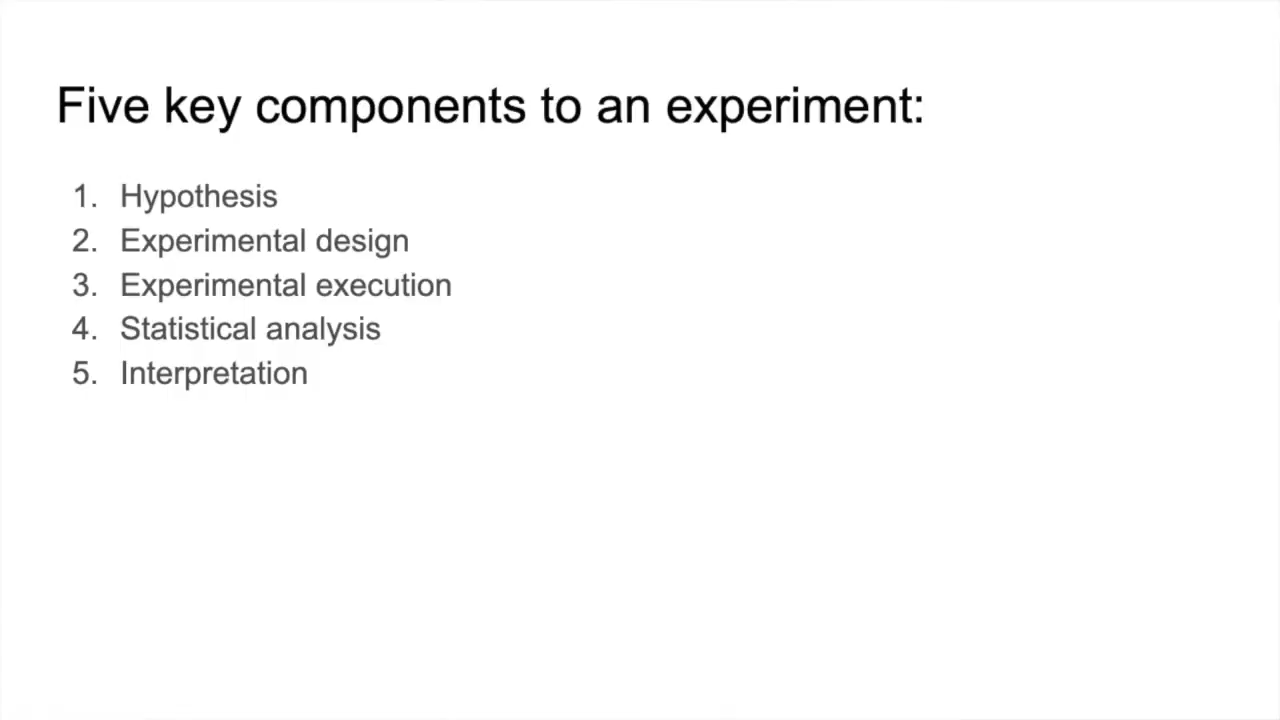 Five key components to an experiment:
1. Hypothesis
2. Experimental design
3. Experimental execution
4. Statistical analysis
5. Interpretation